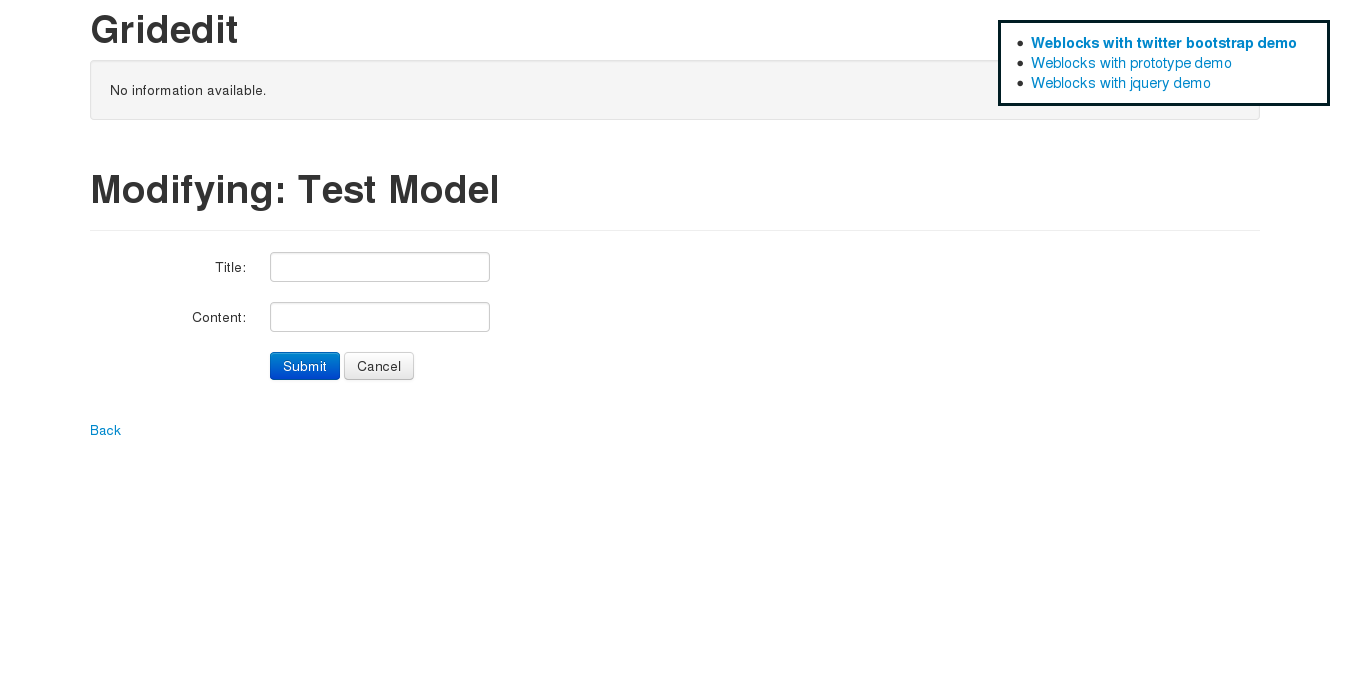 Gridedit
No information available.
Weblocks with twitter bootstrap demo
Weblocks with prototype demo
Weblocks with jquery demo
Modifying: Test Model
Title:
Content:
Submit Cancel
Back